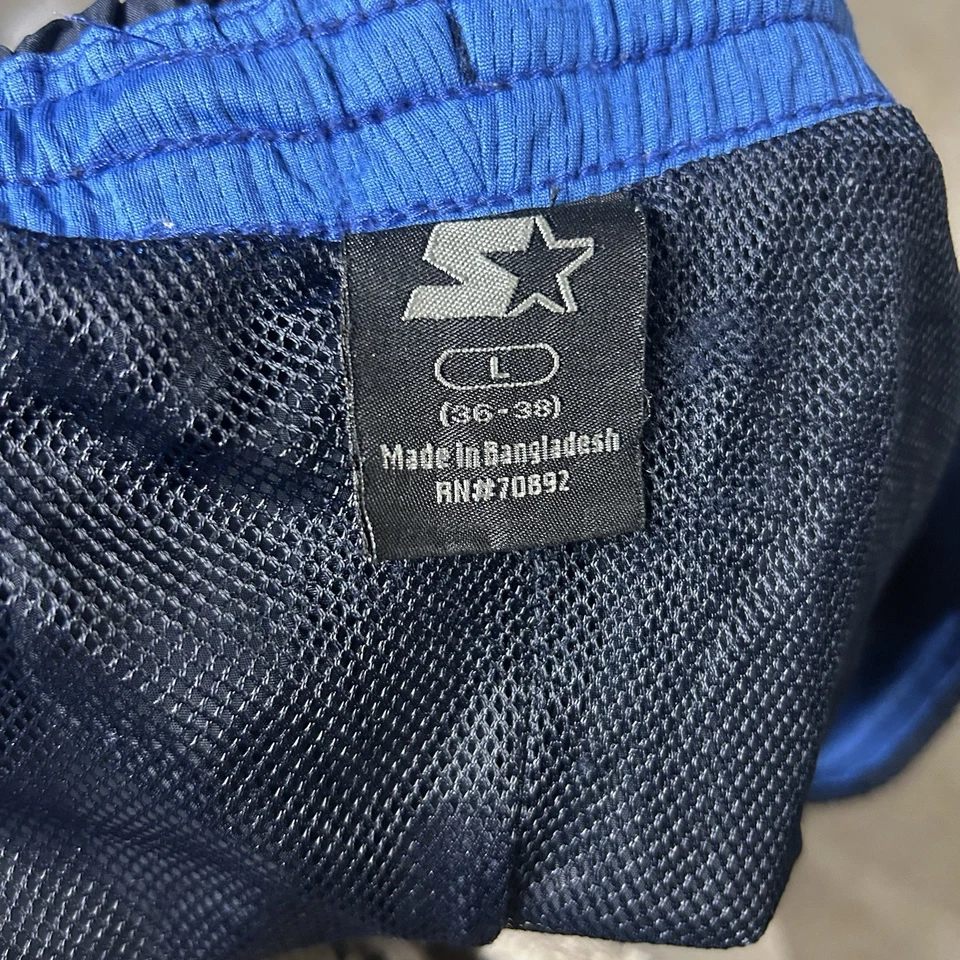 S
L
(36-38)
Made in Bangladesh
RN#70892